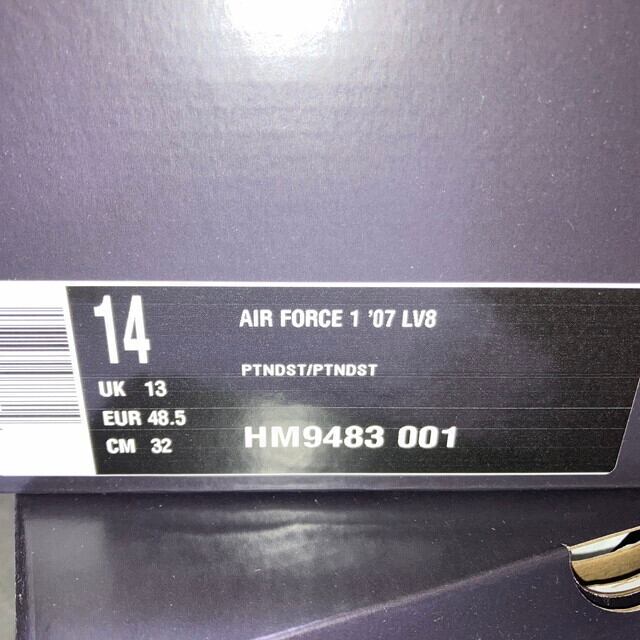 14
UK 13
EUR 48.5
CM 32
AIR FORCE 1 '07 LV8
PTNDST/PTNDST
HM9483 001